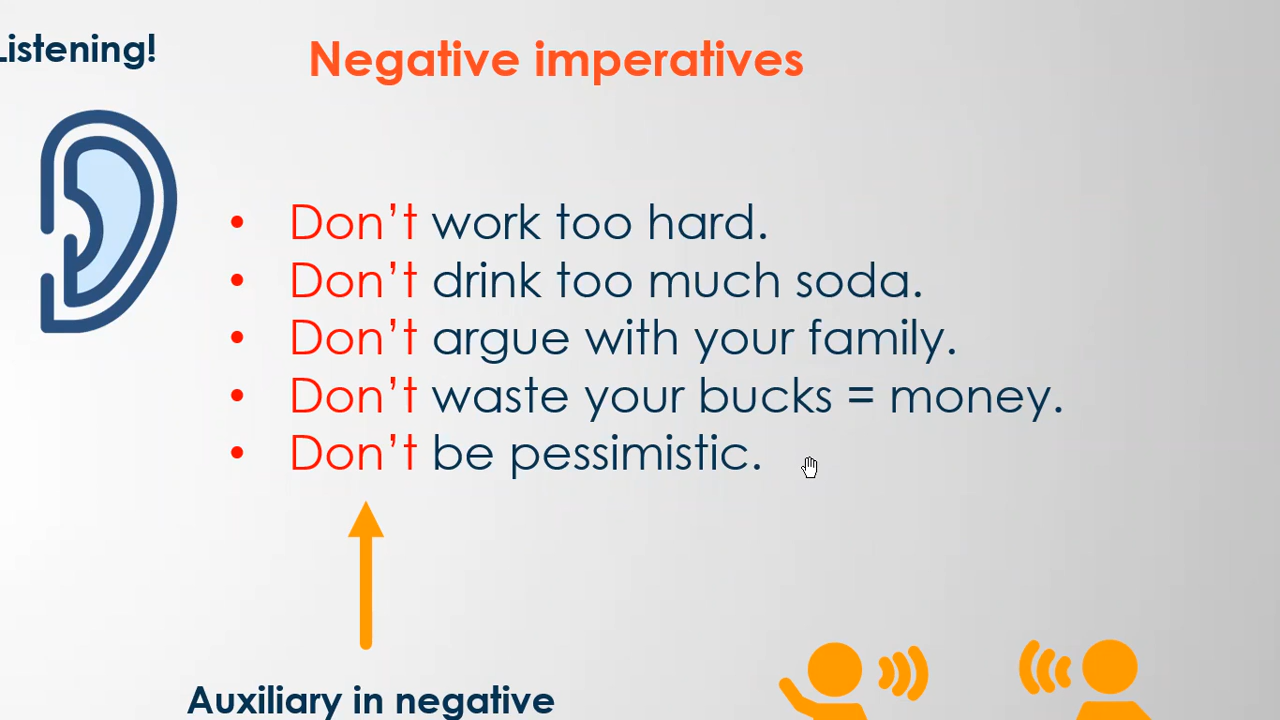 Listening!
Negative imperatives
• Don't work too hard.
• Don't drink too much soda.
• Don't argue with your family.
• Don't waste your bucks = money.
• Don't be pessimistic.
Auxiliary in negative